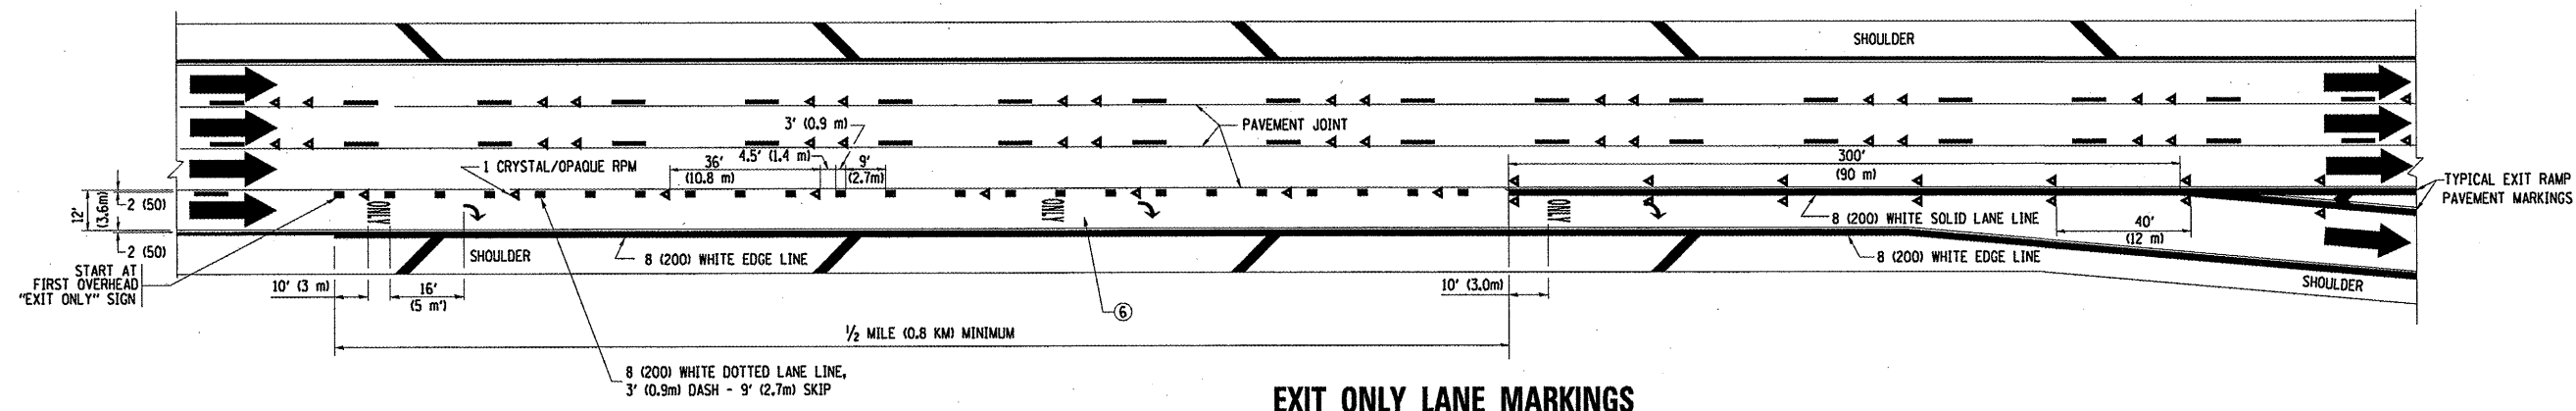 SHOULDER
3' (0.9 m)
PAVEMENT JOINT
1 CRYSTAL/OPAQUE RPM
36'
(10.8 m)
4.5' (1.4 m)
9'
(2.7m)
300'
(90 m)
TYPICAL EXIT RAMP
PAVEMENT MARKINGS
12'
(3.6m)
2 (50)
2 (50)
ONLY
ONLY
ONLY
8 (200) WHITE SOLID LANE LINE
40'
(12 m)
SHOULDER
8 (200) WHITE EDGE LINE
8 (200) WHITE EDGE LINE
START AT
FIRST OVERHEAD
"EXIT ONLY" SIGN
10' (3 m)
16'
(5 m')
10' (3.0m)
SHOULDER
6
1/2 MILE (0.8 KM) MINIMUM
8 (200) WHITE DOTTED LANE LINE,
3' (0.9m) DASH - 9' (2.7m) SKIP
EXIT ONLY LANE MARKINGS